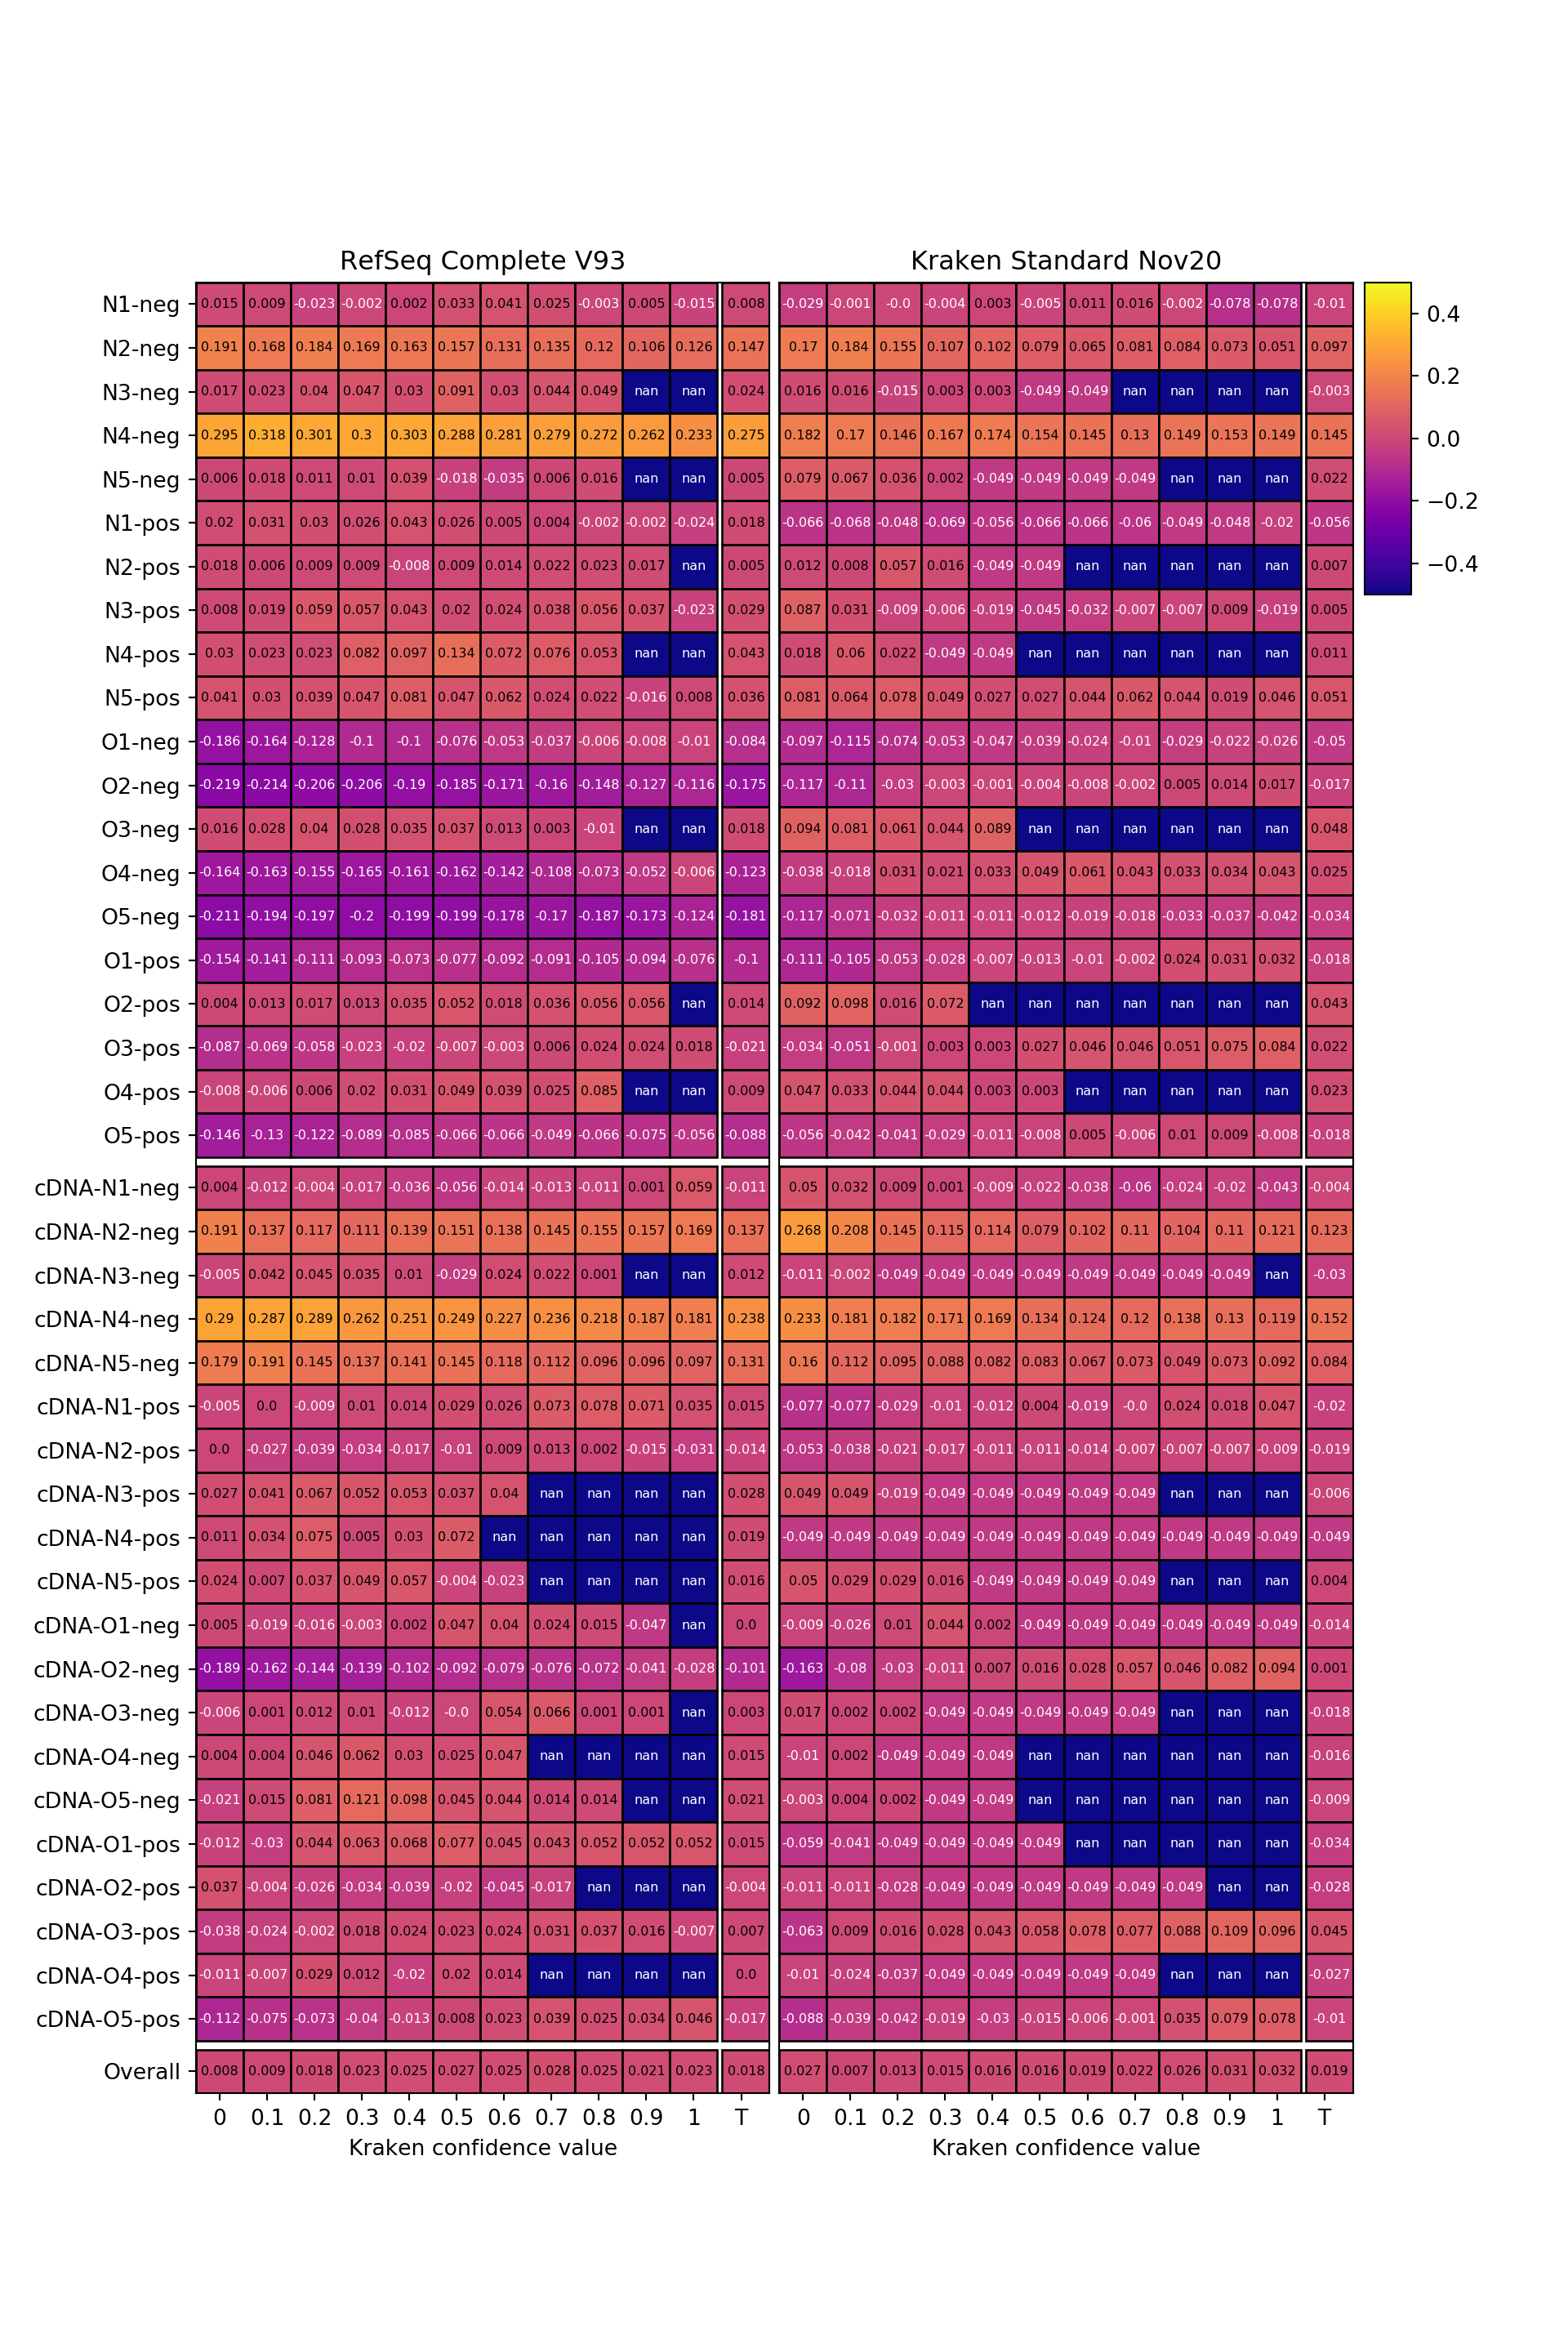 RefSeq Complete V93 Kraken Standard Nov20
N1-neg 0.015 0.009 -0.023 -0.002 0.002 0.033 0.041 0.025 -0.003 0.005 -0.015 0.008 -0.029 -0.001 -0.0 -0.004 0.003 -0.005 0.011 0.016 -0.002 -0.078 -0.078 -0.01
0.4
N2-neg 0.191 0.168 0.184 0.169 0.163 0.157 0.131 0.135 0.12 0.106 0.126 0.147 0.17 0.184 0.155 0.107 0.102 0.079 0.065 0.081 0.084 0.073 0.051 0.097
0.2
N3-neg 0.017 0.023 0.04 0.047 0.03 0.091 0.03 0.044 0.049 nan nan 0.024 0.016 0.016 -0.015 0.003 0.003 -0.049 -0.049 nan nan nan nan -0.003
N4-neg 0.295 0.318 0.301 0.3 0.303 0.288 0.281 0.279 0.272 0.262 0.233 0.275 0.182 0.17 0.146 0.167 0.174 0.154 0.145 0.13 0.149 0.153 0.149 0.145
0.0
N5-neg 0.006 0.018 0.011 0.01 0.039 -0.018 -0.035 0.006 0.016 nan nan 0.005 0.079 0.067 0.036 0.002 -0.049 -0.049 -0.049 -0.049 nan nan nan 0.022
−0.2
N1-pos 0.02 0.031 0.03 0.026 0.043 0.026 0.005 0.004 -0.002 -0.002 -0.024 0.018 -0.066 -0.068 -0.048 -0.069 -0.056 -0.066 -0.066 -0.06 -0.049 -0.048 -0.02 -0.056
N2-pos 0.018 0.006 0.009 0.009 -0.008 0.009 0.014 0.022 0.023 0.017 nan 0.005 0.012 0.008 0.057 0.016 -0.049 -0.049 nan nan nan nan nan 0.007
−0.4
N3-pos 0.008 0.019 0.059 0.057 0.043 0.02 0.024 0.038 0.056 0.037 -0.023 0.029 0.087 0.031 -0.009 -0.006 -0.019 -0.045 -0.032 -0.007 -0.007 0.009 -0.019 0.005
N4-pos 0.03 0.023 0.023 0.082 0.097 0.134 0.072 0.076 0.053 nan nan 0.043 0.018 0.06 0.022 -0.049 -0.049 nan nan nan nan nan nan 0.011
N5-pos 0.041 0.03 0.039 0.047 0.081 0.047 0.062 0.024 0.022 -0.016 0.008 0.036 0.081 0.064 0.078 0.049 0.027 0.027 0.044 0.062 0.044 0.019 0.046 0.051
O1-neg -0.186 -0.164 -0.128 -0.1 -0.1 -0.076 -0.053 -0.037 -0.006 -0.008 -0.01 -0.084 -0.097 -0.115 -0.074 -0.053 -0.047 -0.039 -0.024 -0.01 -0.029 -0.022 -0.026 -0.05
O2-neg -0.219 -0.214 -0.206 -0.206 -0.19 -0.185 -0.171 -0.16 -0.148 -0.127 -0.116 -0.175 -0.117 -0.11 -0.03 -0.003 -0.001 -0.004 -0.008 -0.002 0.005 0.014 0.017 -0.017
O3-neg 0.016 0.028 0.04 0.028 0.035 0.037 0.013 0.003 -0.01 nan nan 0.018 0.094 0.081 0.061 0.044 0.089 nan nan nan nan nan nan 0.048
O4-neg -0.164 -0.163 -0.155 -0.165 -0.161 -0.162 -0.142 -0.108 -0.073 -0.052 -0.006 -0.123 -0.038 -0.018 0.031 0.021 0.033 0.049 0.061 0.043 0.033 0.034 0.043 0.025
O5-neg -0.211 -0.194 -0.197 -0.2 -0.199 -0.199 -0.178 -0.17 -0.187 -0.173 -0.124 -0.181 -0.117 -0.071 -0.032 -0.011 -0.011 -0.012 -0.019 -0.018 -0.033 -0.037 -0.042 -0.034
O1-pos -0.154 -0.141 -0.111 -0.093 -0.073 -0.077 -0.092 -0.091 -0.105 -0.094 -0.076 -0.1 -0.111 -0.105 -0.053 -0.028 -0.007 -0.013 -0.01 -0.002 0.024 0.031 0.032 -0.018
O2-pos 0.004 0.013 0.017 0.013 0.035 0.052 0.018 0.036 0.056 0.056 nan 0.014 0.092 0.098 0.016 0.072 nan nan nan nan nan nan nan 0.043
O3-pos -0.087 -0.069 -0.058 -0.023 -0.02 -0.007 -0.003 0.006 0.024 0.024 0.018 -0.021 -0.034 -0.051 -0.001 0.003 0.003 0.027 0.046 0.046 0.051 0.075 0.084 0.022
O4-pos -0.008 -0.006 0.006 0.02 0.031 0.049 0.039 0.025 0.085 nan nan 0.009 0.047 0.033 0.044 0.044 0.003 0.003 nan nan nan nan nan 0.023
O5-pos -0.146 -0.13 -0.122 -0.089 -0.085 -0.066 -0.066 -0.049 -0.066 -0.075 -0.056 -0.088 -0.056 -0.042 -0.041 -0.029 -0.011 -0.008 0.005 -0.006 0.01 0.009 -0.008 -0.018
cDNA-N1-neg 0.004 -0.012 -0.004 -0.017 -0.036 -0.056 -0.014 -0.013 -0.011 0.001 0.059 -0.011 0.05 0.032 0.009 0.001 -0.009 -0.022 -0.038 -0.06 -0.024 -0.02 -0.043 -0.004
cDNA-N2-neg 0.191 0.137 0.117 0.111 0.139 0.151 0.138 0.145 0.155 0.157 0.169 0.137 0.268 0.208 0.145 0.115 0.114 0.079 0.102 0.11 0.104 0.11 0.121 0.123
cDNA-N3-neg -0.005 0.042 0.045 0.035 0.01 -0.029 0.024 0.022 0.001 nan nan 0.012 -0.011 -0.002 -0.049 -0.049 -0.049 -0.049 -0.049 -0.049 -0.049 -0.049 nan -0.03
cDNA-N4-neg 0.29 0.287 0.289 0.262 0.251 0.249 0.227 0.236 0.218 0.187 0.181 0.238 0.233 0.181 0.182 0.171 0.169 0.134 0.124 0.12 0.138 0.13 0.119 0.152
cDNA-N5-neg 0.179 0.191 0.145 0.137 0.141 0.145 0.118 0.112 0.096 0.096 0.097 0.131 0.16 0.112 0.095 0.088 0.082 0.083 0.067 0.073 0.049 0.073 0.092 0.084
cDNA-N1-pos -0.005 0.0 -0.009 0.01 0.014 0.029 0.026 0.073 0.078 0.071 0.035 0.015 -0.077 -0.077 -0.029 -0.01 -0.012 0.004 -0.019 -0.0 0.024 0.018 0.047 -0.02
cDNA-N2-pos 0.0 -0.027 -0.039 -0.034 -0.017 -0.01 0.009 0.013 0.002 -0.015 -0.031 -0.014 -0.053 -0.038 -0.021 -0.017 -0.011 -0.011 -0.014 -0.007 -0.007 -0.007 -0.009 -0.019
cDNA-N3-pos 0.027 0.041 0.067 0.052 0.053 0.037 0.04 nan nan nan nan 0.028 0.049 0.049 -0.019 -0.049 -0.049 -0.049 -0.049 -0.049 nan nan nan -0.006
cDNA-N4-pos 0.011 0.034 0.075 0.005 0.03 0.072 nan nan nan nan nan 0.019 -0.049 -0.049 -0.049 -0.049 -0.049 -0.049 -0.049 -0.049 -0.049 -0.049 -0.049 -0.049
cDNA-N5-pos 0.024 0.007 0.037 0.049 0.057 -0.004 -0.023 nan nan nan nan 0.016 0.05 0.029 0.029 0.016 -0.049 -0.049 -0.049 -0.049 nan nan nan 0.004
cDNA-O1-neg 0.005 -0.019 -0.016 -0.003 0.002 0.047 0.04 0.024 0.015 -0.047 nan 0.0 -0.009 -0.026 0.01 0.044 0.002 -0.049 -0.049 -0.049 -0.049 -0.049 -0.049 -0.014
cDNA-O2-neg -0.189 -0.162 -0.144 -0.139 -0.102 -0.092 -0.079 -0.076 -0.072 -0.041 -0.028 -0.101 -0.163 -0.08 -0.03 -0.011 0.007 0.016 0.028 0.057 0.046 0.082 0.094 0.001
cDNA-O3-neg -0.006 0.001 0.012 0.01 -0.012 -0.0 0.054 0.066 0.001 0.001 nan 0.003 0.017 0.002 0.002 -0.049 -0.049 -0.049 -0.049 -0.049 nan nan nan -0.018
cDNA-O4-neg 0.004 0.004 0.046 0.062 0.03 0.025 0.047 nan nan nan nan 0.015 -0.01 0.002 -0.049 -0.049 -0.049 nan nan nan nan nan nan -0.016
cDNA-O5-neg -0.021 0.015 0.081 0.121 0.098 0.045 0.044 0.014 0.014 nan nan 0.021 -0.003 0.004 0.002 -0.049 -0.049 nan nan nan nan nan nan -0.009
cDNA-O1-pos -0.012 -0.03 0.044 0.063 0.068 0.077 0.045 0.043 0.052 0.052 0.052 0.015 -0.059 -0.041 -0.049 -0.049 -0.049 -0.049 nan nan nan nan nan -0.034
cDNA-O2-pos 0.037 -0.004 -0.026 -0.034 -0.039 -0.02 -0.045 -0.017 nan nan nan -0.004 -0.011 -0.011 -0.028 -0.049 -0.049 -0.049 -0.049 -0.049 -0.049 nan nan -0.028
cDNA-O3-pos -0.038 -0.024 -0.002 0.018 0.024 0.023 0.024 0.031 0.037 0.016 -0.007 0.007 -0.063 0.009 0.016 0.028 0.043 0.058 0.078 0.077 0.088 0.109 0.096 0.045
cDNA-O4-pos -0.011 -0.007 0.029 0.012 -0.02 0.02 0.014 nan nan nan nan 0.0 -0.01 -0.024 -0.037 -0.049 -0.049 -0.049 -0.049 -0.049 nan nan nan -0.027
cDNA-O5-pos -0.112 -0.075 -0.073 -0.04 -0.013 0.008 0.023 0.039 0.025 0.034 0.046 -0.017 -0.088 -0.039 -0.042 -0.019 -0.03 -0.015 -0.006 -0.001 0.035 0.079 0.078 -0.01
Overall 0.008 0.009 0.018 0.023 0.025 0.027 0.025 0.028 0.025 0.021 0.023 0.018 0.027 0.007 0.013 0.015 0.016 0.016 0.019 0.022 0.026 0.031 0.032 0.019
0 0.1 0.2 0.3 0.4 0.5 0.6 0.7 0.8 0.9 1 T 0 0.1 0.2 0.3 0.4 0.5 0.6 0.7 0.8 0.9 1 T
Kraken confidence value Kraken confidence value